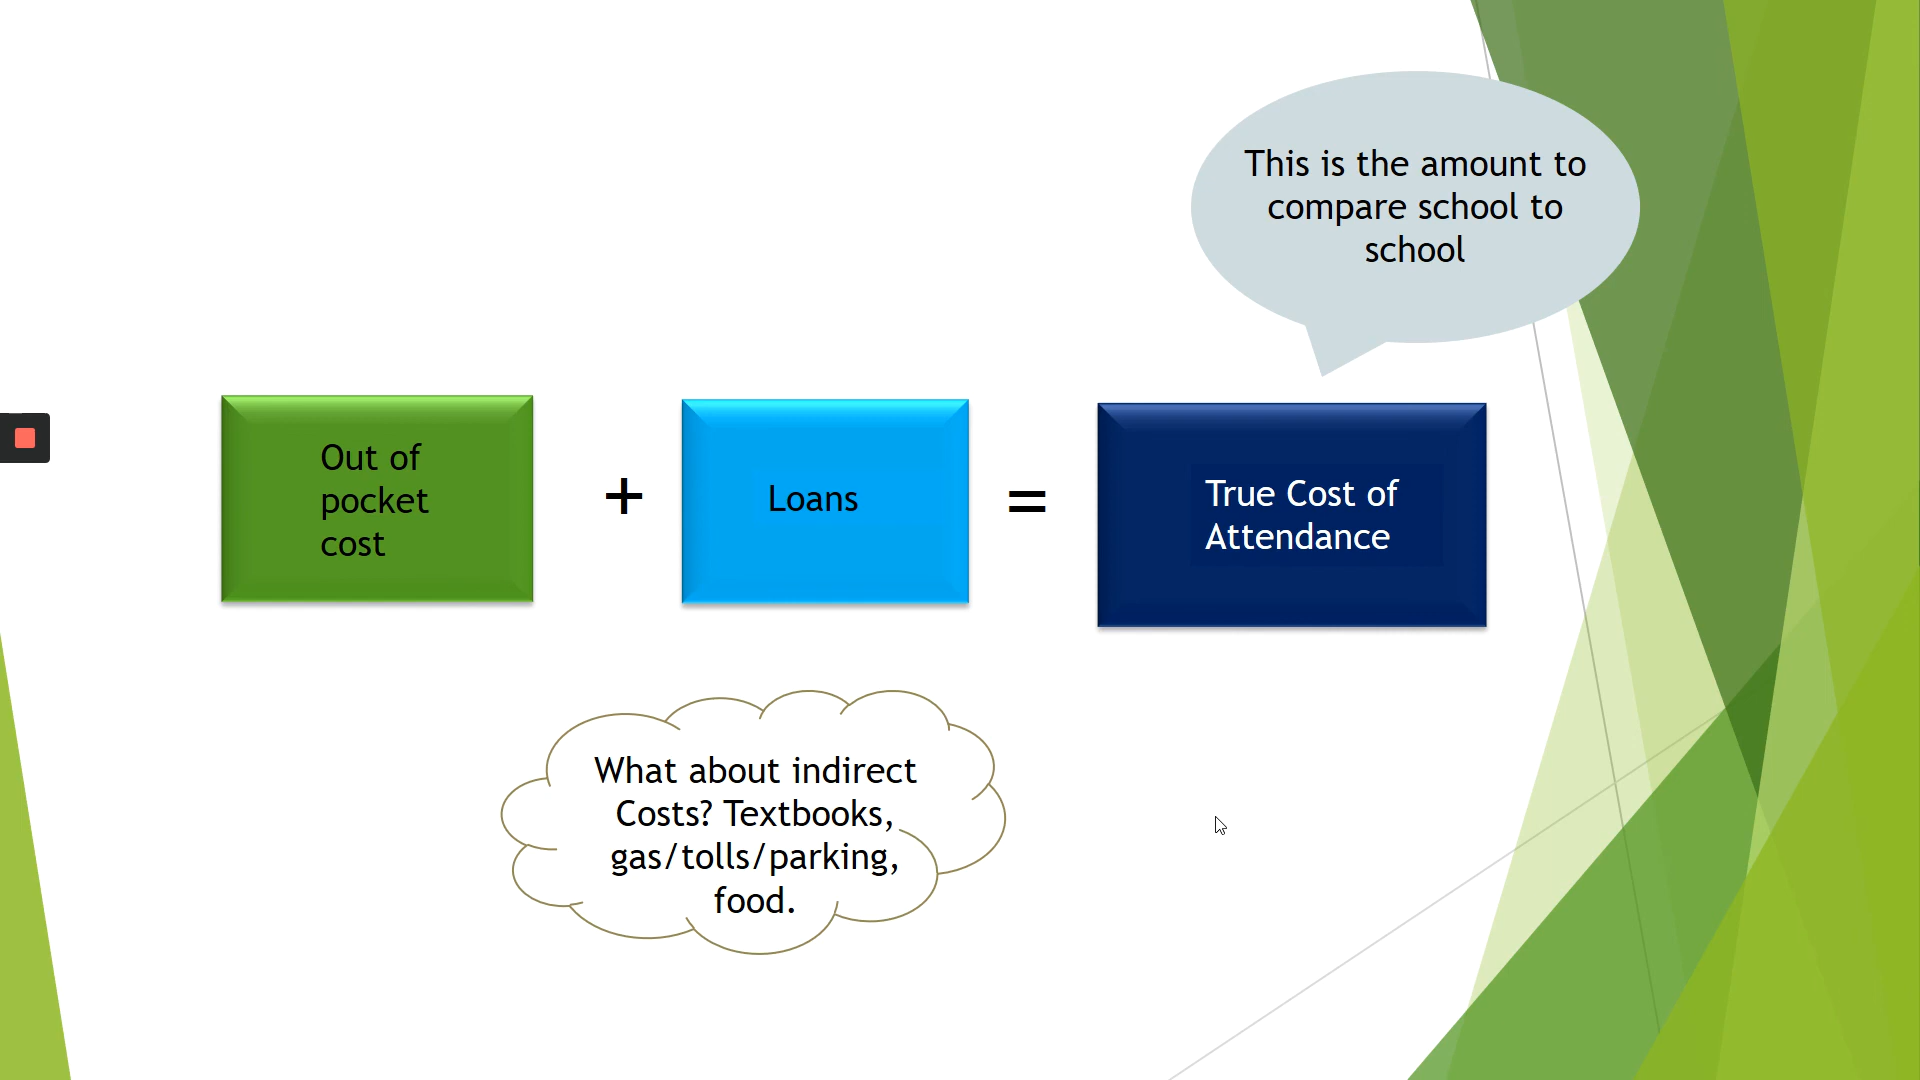 This is the amount to
compare school to
school
Out of
pocket
cost
+
Loans
=
True Cost of
Attendance
What about indirect
Costs? Textbooks,
gas/tolls/parking,
food.